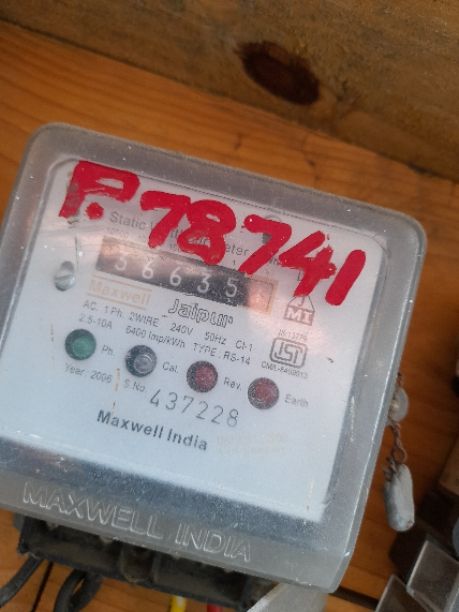 P.78741
Static
36635
Maxwell
Jaipur
AC. 1 Ph. 2WIRE 240V 50Hz Cl-1
2.5-10A 6400 Imp/kWh TYPE: RS-14
Ph. Cal. Rev. Earth
Year: 2006 S.No. 437228
Maxwell India
MAXWELL INDIA